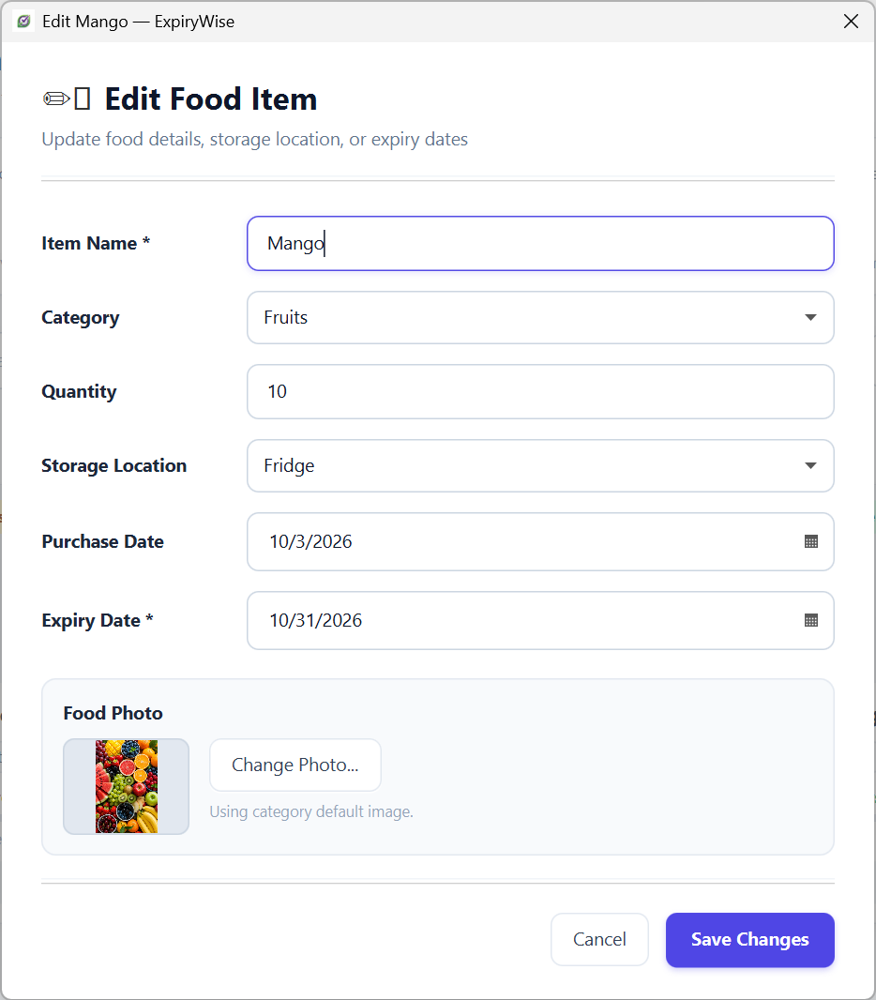 Edit Mango — ExpiryWise
✏️ Edit Food Item
Update food details, storage location, or expiry dates
Item Name *
Mango
Category
Fruits
Quantity
10
Storage Location
Fridge
Purchase Date
10/3/2026
Expiry Date *
10/31/2026
Food Photo
Change Photo...
Using category default image.
Cancel
Save Changes